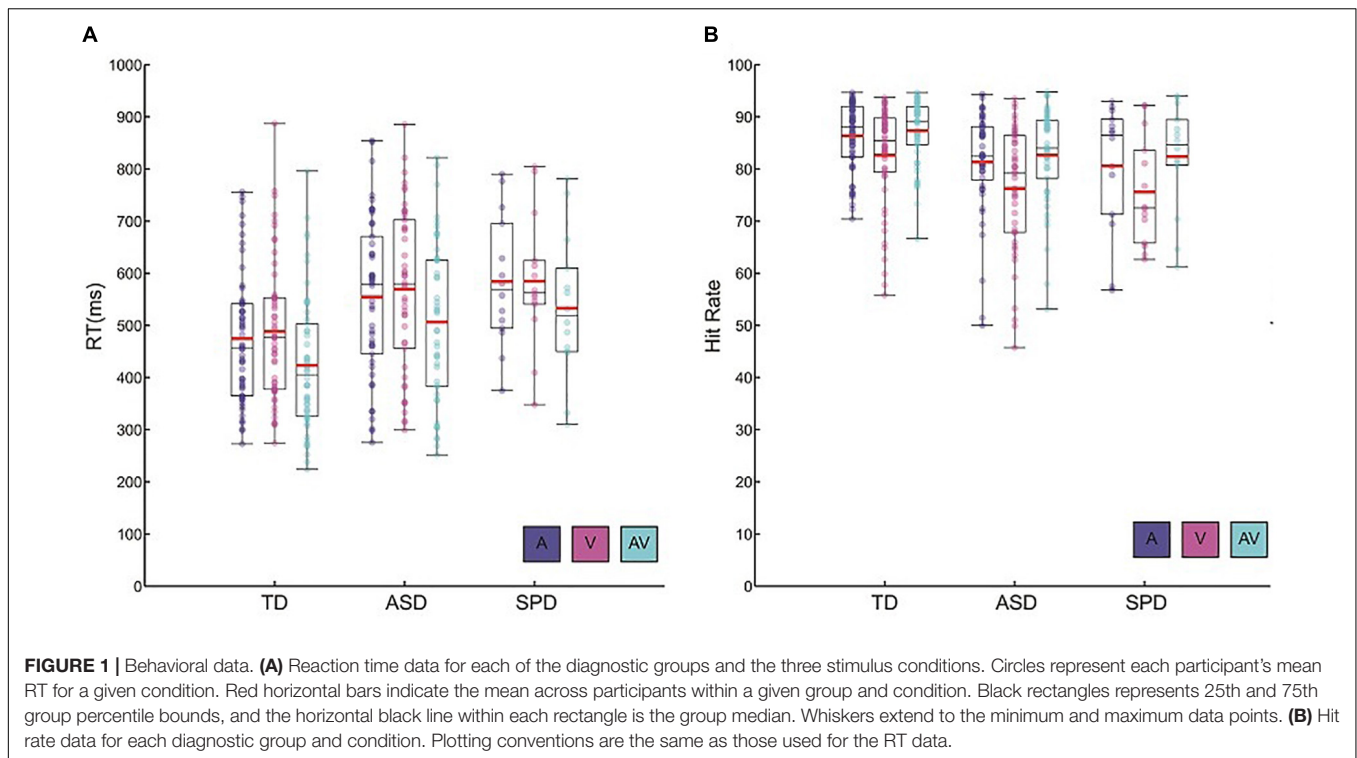 A
B
RT(ms)
1000
900
800
700
600
500
400
300
200
100
0
TD ASD SPD
A V AV
Hit Rate
100
90
80
70
60
50
40
30
20
10
0
TD ASD SPD
A V AV
FIGURE 1 | Behavioral data. (A) Reaction time data for each of the diagnostic groups and the three stimulus conditions. Circles represent each participant's mean
RT for a given condition. Red horizontal bars indicate the mean across participants within a given group and condition. Black rectangles represents 25th and 75th
group percentile bounds, and the horizontal black line within each rectangle is the group median. Whiskers extend to the minimum and maximum data points. (B) Hit
rate data for each diagnostic group and condition. Plotting conventions are the same as those used for the RT data.